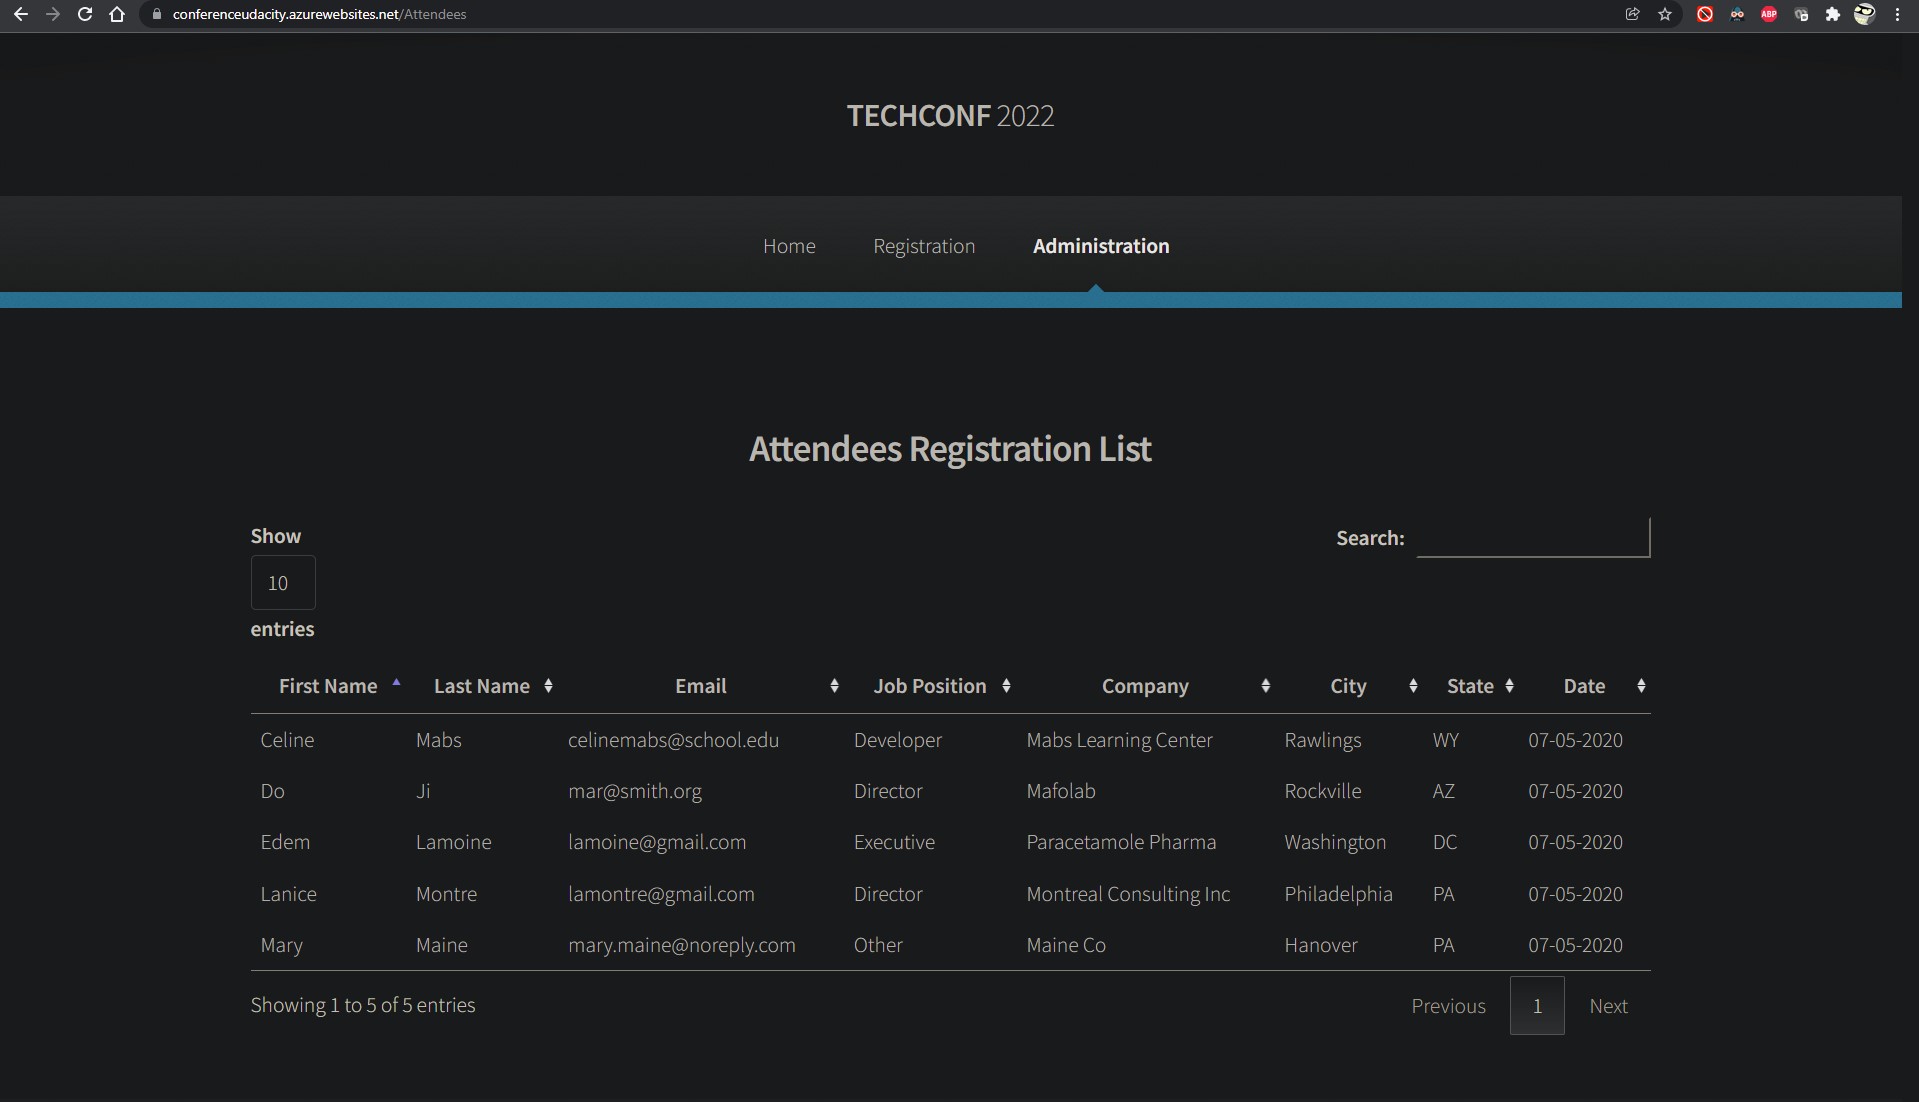 conferenceudacity.azurewebsites.net/Attendees
ABP
TECHCONF 2022
Home Registration Administration
Attendees Registration List
Show
Search:
10
entries
First Name Last Name Email Job Position Company City State Date
Celine Mabs celinemabs@school.edu Developer Mabs Learning Center Rawlings WY 07-05-2020
Do Ji mar@smith.org Director Mafolab Rockville AZ 07-05-2020
Edem Lamoine lamoine@gmail.com Executive Paracetamole Pharma Washington DC 07-05-2020
Lanice Montre lamontre@gmail.com Director Montreal Consulting Inc Philadelphia PA 07-05-2020
Mary Maine mary.maine@noreply.com Other Maine Co Hanover PA 07-05-2020
Showing 1 to 5 of 5 entries
Previous 1 Next